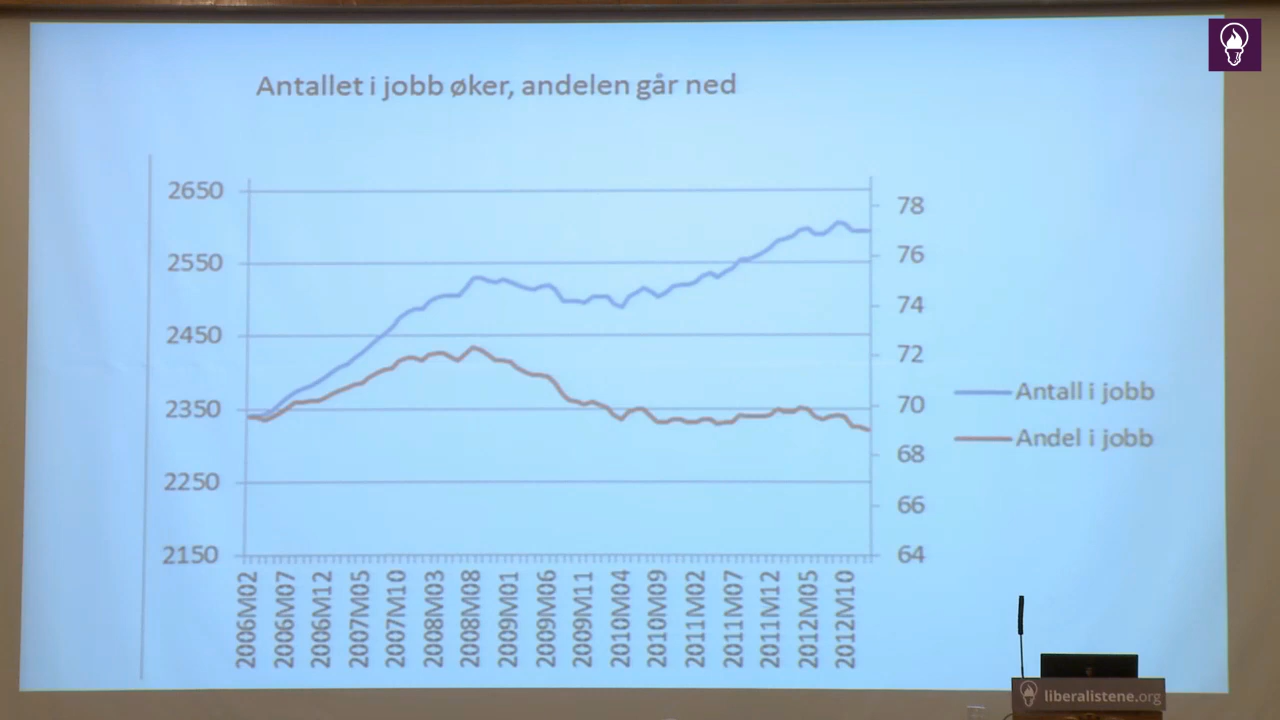 Antallet i jobb øker, andelen går ned
2650
2550
2450
2350
2250
2150
78
76
74
72
70
68
66
64
Antall i jobb
Andel i jobb
2006M02
2006M07
2006M12
2007M05
2007M10
2008M03
2008M08
2009M01
2009M06
2009M11
2010M04
2010M09
2011M02
2011M07
2011M12
2012M05
2012M10
liberalistene.org